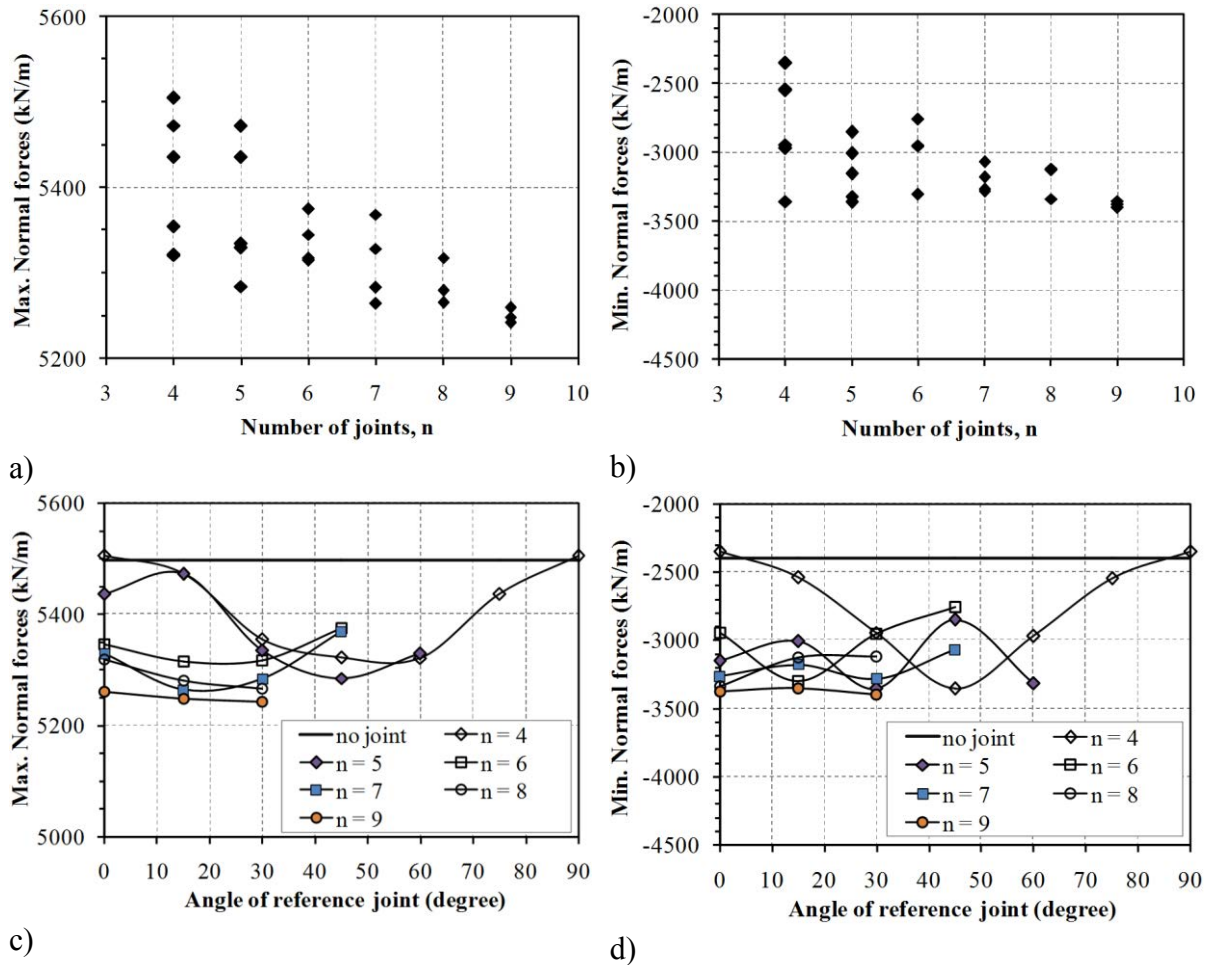 Max. Normal forces (kN/m)
5600
5400
5200
3 4 5 6 7 8 9 10
Number of joints, n
a)
Min. Normal forces (kN/m)
-2000
-2500
-3000
-3500
-4000
-4500
3 4 5 6 7 8 9 10
Number of joints, n
b)
Max. Normal forces (kN/m)
5600
5400
5200
5000
no joint n = 4
n = 5 n = 6
n = 7 n = 8
n = 9
0 10 20 30 40 50 60 70 80 90
Angle of reference joint (degree)
c)
Min. Normal forces (kN/m)
-2000
-2500
-3000
-3500
-4000
-4500
no joint n = 4
n = 5 n = 6
n = 7 n = 8
n = 9
0 10 20 30 40 50 60 70 80 90
Angle of reference joint (degree)
d)